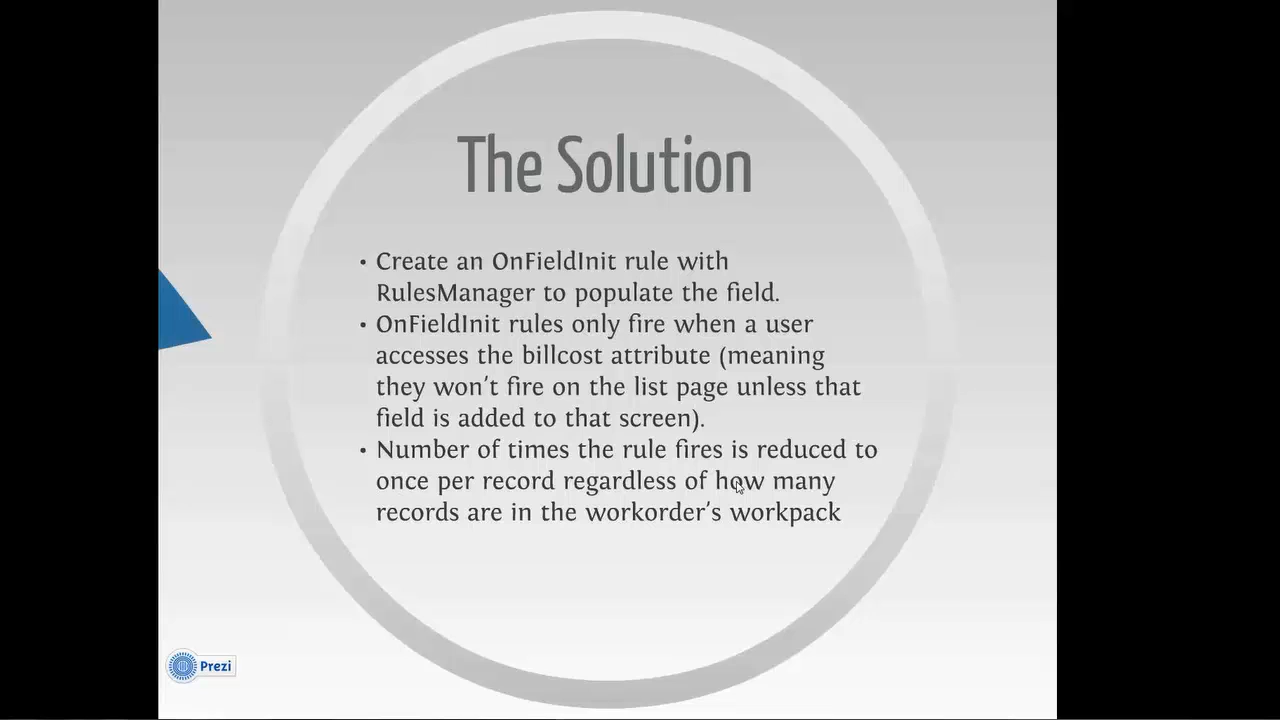 The Solution
• Create an OnFieldInit rule with
RulesManager to populate the field.
• OnFieldInit rules only fire when a user
accesses the billcost attribute (meaning
they won't fire on the list page unless that
field is added to that screen).
• Number of times the rule fires is reduced to
once per record regardless of how many
records are in the workorder's workpack
Prezi